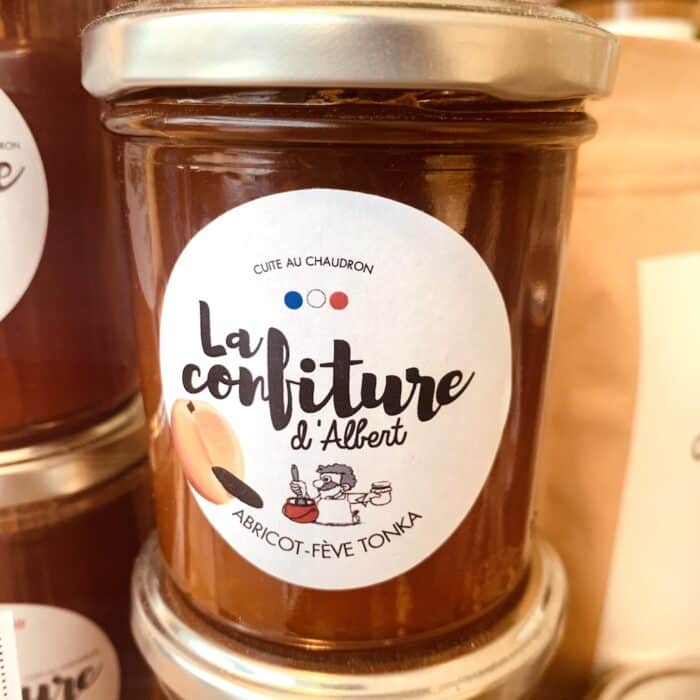 CUITE AU CHAUDRON
La
confiture
d'Albert
ABRICOT-FÈVE TONKA